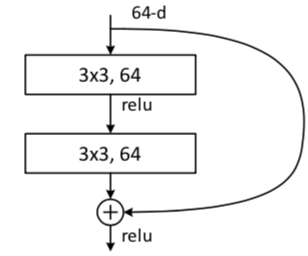 64-d
3x3, 64
relu
3x3, 64
+
relu